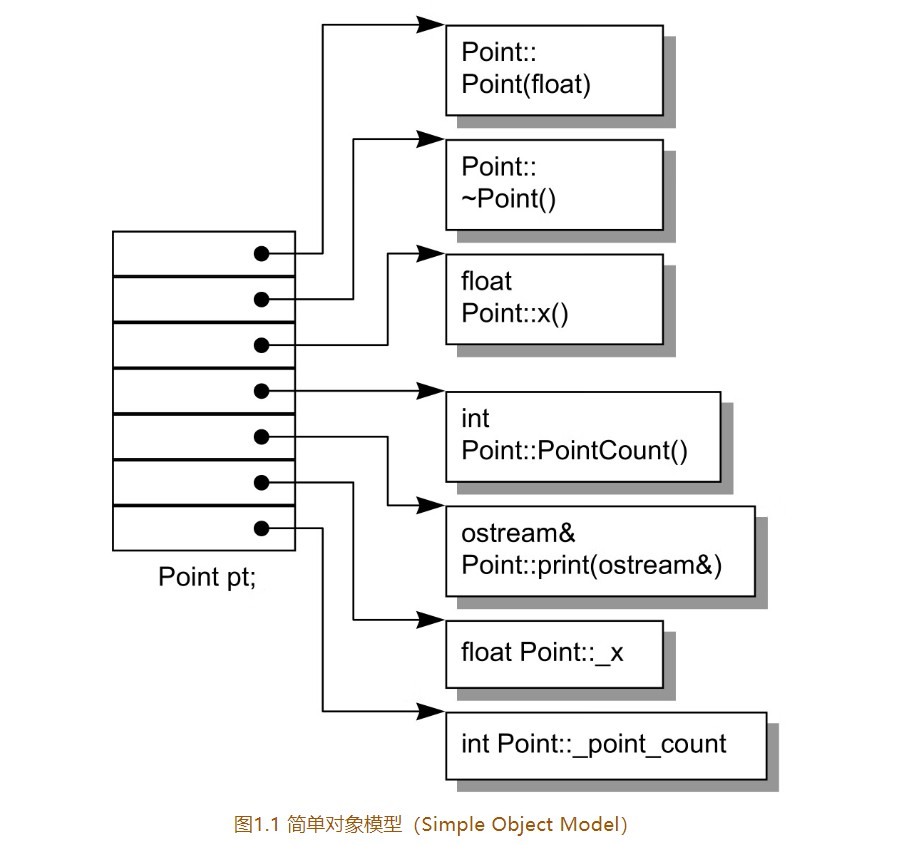 Point::
Point(float)
Point::
~Point()
float
Point::x()
int
Point::PointCount()
ostream&
Point::print(ostream&)
Point pt;
float Point::_x
int Point::_point_count
图1.1 简单对象模型（Simple Object Model）